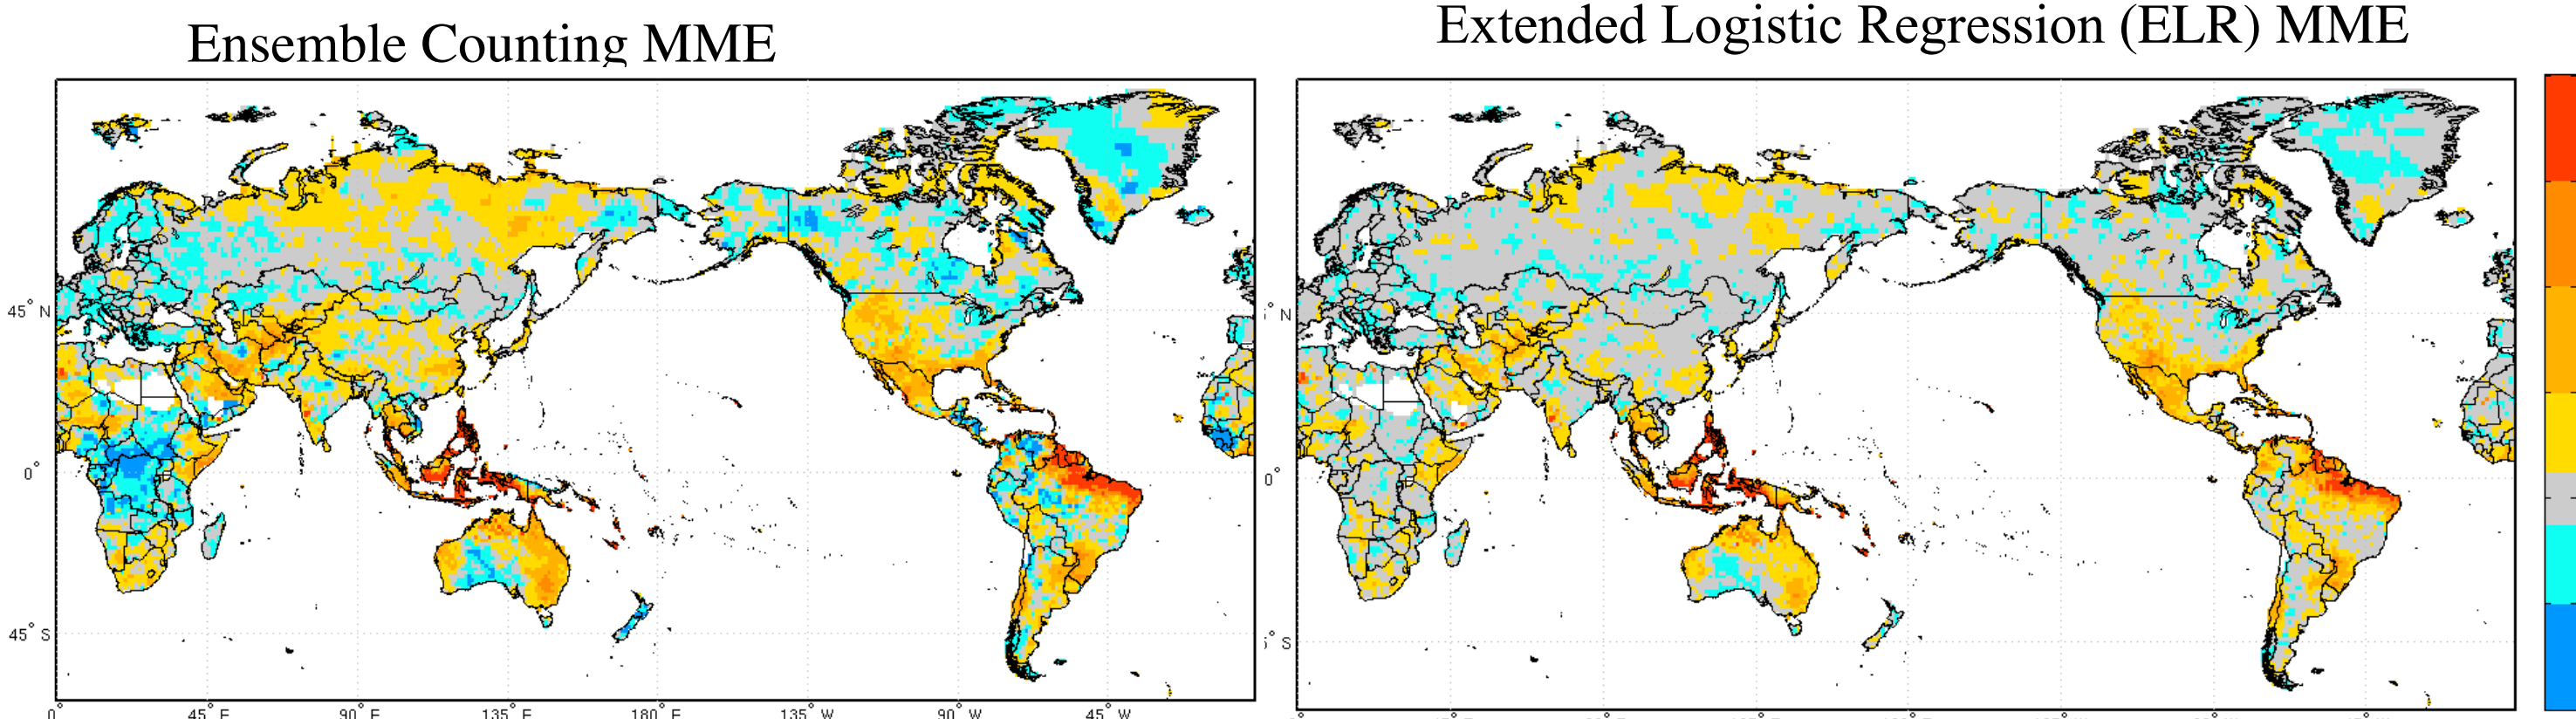 Ensemble Counting MME
Extended Logistic Regression (ELR) MME
45° N
0°
45° S
0° 45° E 90° E 135° E 180° E 135° W 90° W 45° W
° N
0°
° S